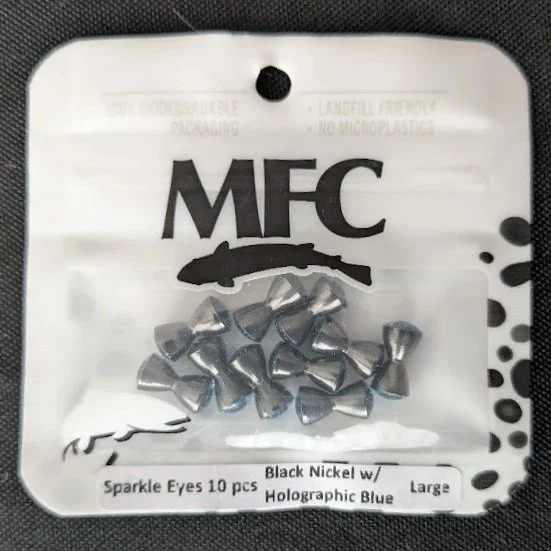 100% BIODEGRADABLE
PACKAGING
• LANDFILL FRIENDLY
• NO MICROPLASTICS
MFC
Sparkle Eyes 10 pcs
Black Nickel w/
Holographic Blue
Large